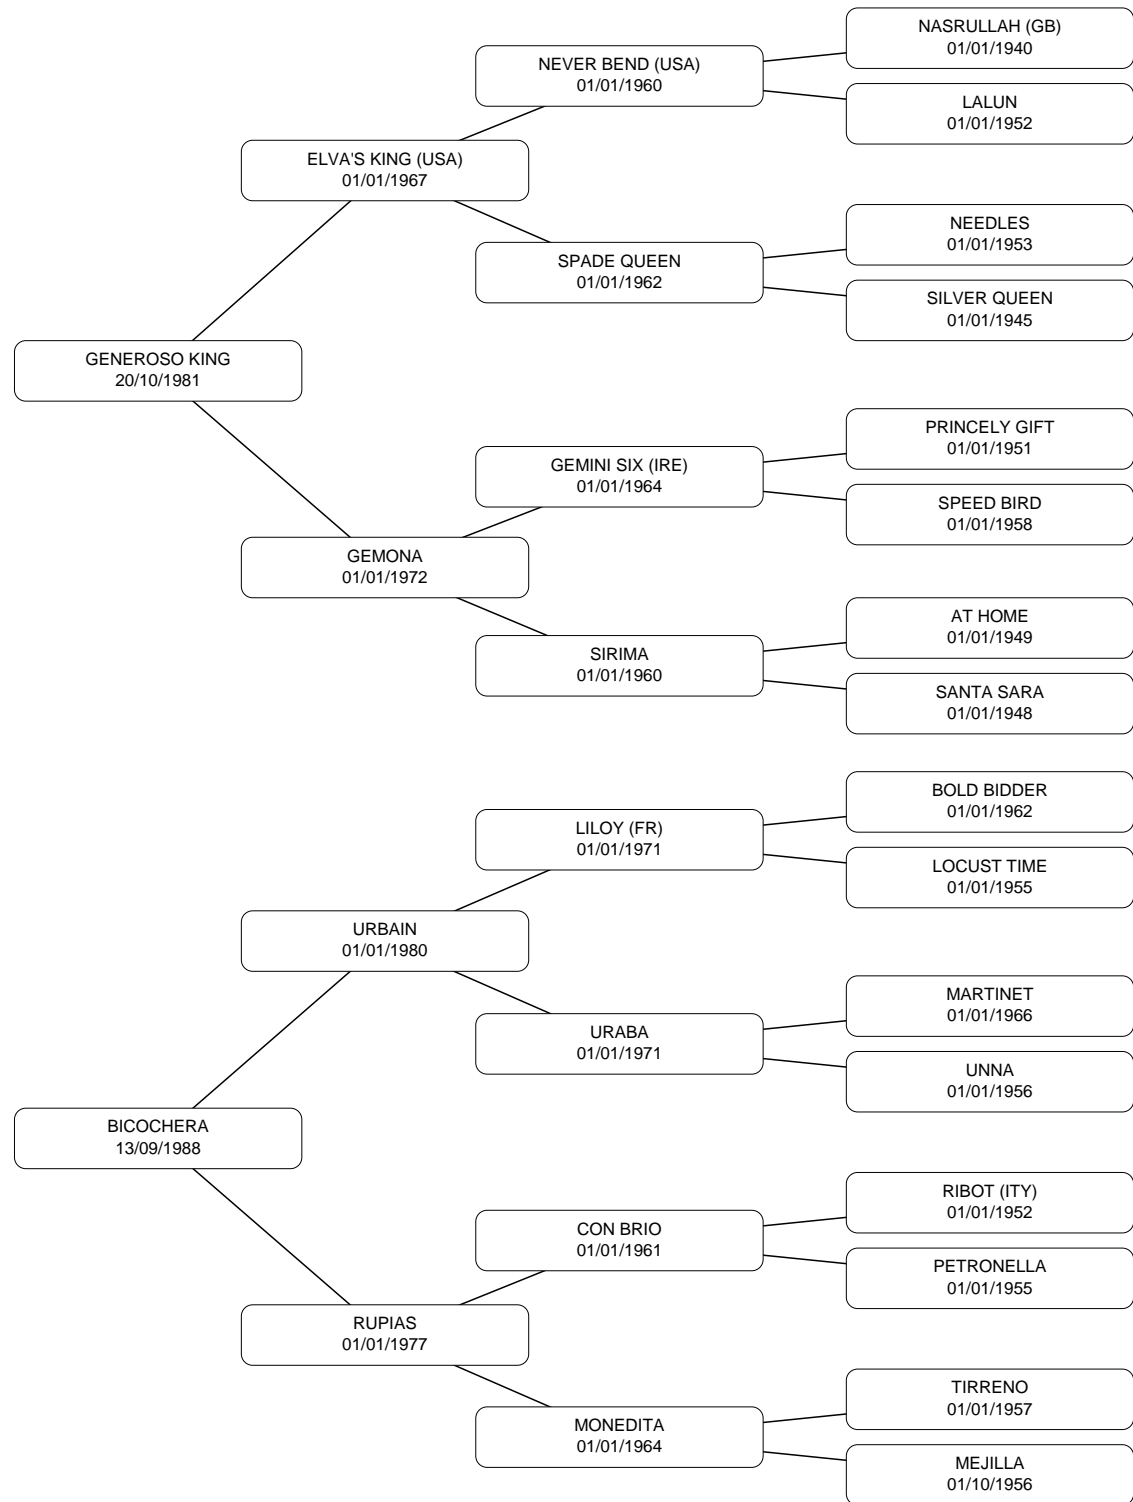 NASRULLAH (GB)
01/01/1940
NEVER BEND (USA)
01/01/1960
LALUN
01/01/1952
ELVA'S KING (USA)
01/01/1967
NEEDLES
01/01/1953
SPADE QUEEN
01/01/1962
SILVER QUEEN
01/01/1945
GENEROSO KING
20/10/1981
PRINCELY GIFT
01/01/1951
GEMINI SIX (IRE)
01/01/1964
SPEED BIRD
01/01/1958
GEMONA
01/01/1972
AT HOME
01/01/1949
SIRIMA
01/01/1960
SANTA SARA
01/01/1948
BOLD BIDDER
01/01/1962
LILOY (FR)
01/01/1971
LOCUST TIME
01/01/1955
URBAIN
01/01/1980
MARTINET
01/01/1966
URABA
01/01/1971
UNNA
01/01/1956
BICOCHERA
13/09/1988
RIBOT (ITY)
01/01/1952
CON BRIO
01/01/1961
PETRONELLA
01/01/1955
RUPIAS
01/01/1977
TIRRENO
01/01/1957
MONEDITA
01/01/1964
MEJILLA
01/10/1956